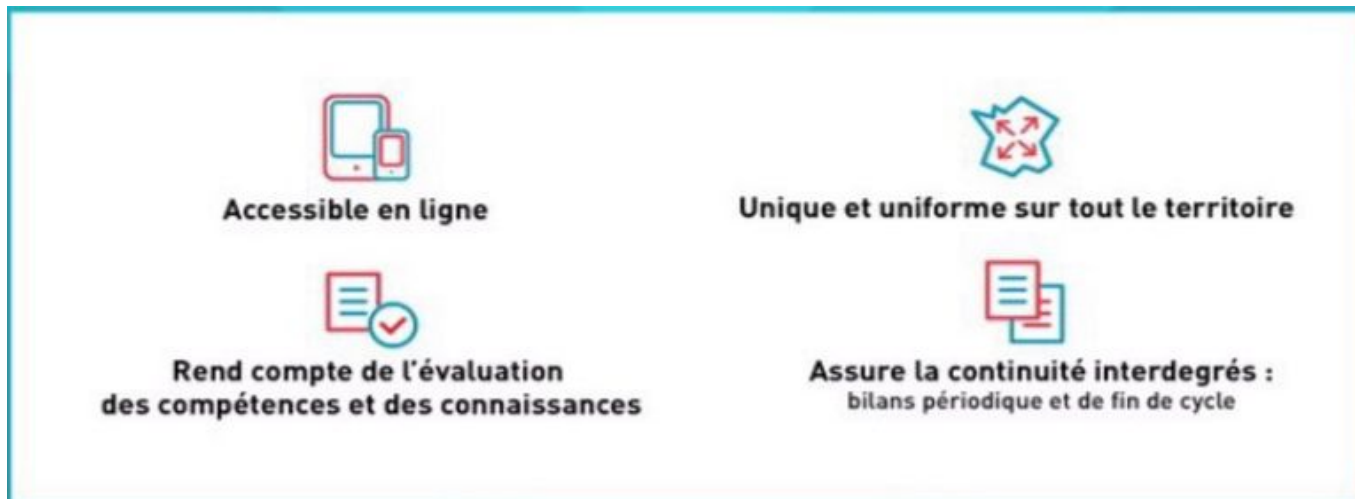 Accessible en ligne
Unique et uniforme sur tout le territoire
Rend compte de l'évaluation
des compétences et des connaissances
Assure la continuité interdegrés :
bilans périodique et de fin de cycle